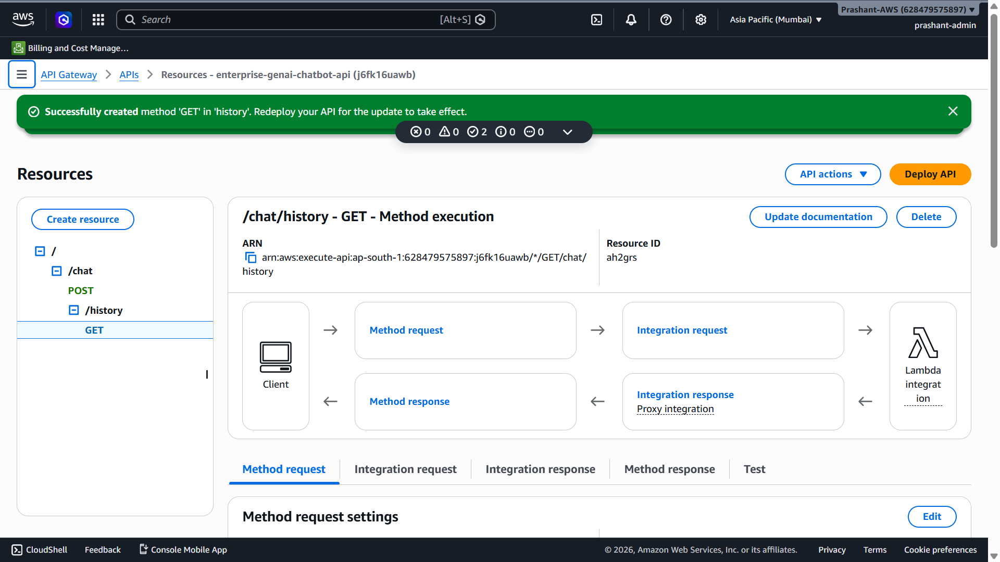 aws
Search
[Alt+S]
Asia Pacific (Mumbai) ▼
Prashant-AWS (628479575897) ▼
prashant-admin
Billing and Cost Manage...
API Gateway
APIs
Resources - enterprise-genai-chatbot-api (j6fk16uawb)
Successfully created method 'GET' in 'history'. Redeploy your API for the update to take effect.
0 0 2 0 0
Resources
API actions ▼
Deploy API
Create resource
/
/chat
POST
/history
GET
/chat/history - GET - Method execution
Update documentation
Delete
ARN
arn:aws:execute-api:ap-south-1:628479575897:j6fk16uawb/*/GET/chat/
history
Resource ID
ah2grs
Client
Method request
Integration request
Method response
Integration response
Proxy integration
Lambda
integrat
ion
Method request
Integration request
Integration response
Method response
Test
Method request settings
Edit
CloudShell
Feedback
Console Mobile App
© 2026, Amazon Web Services, Inc. or its affiliates.
Privacy
Terms
Cookie preferences